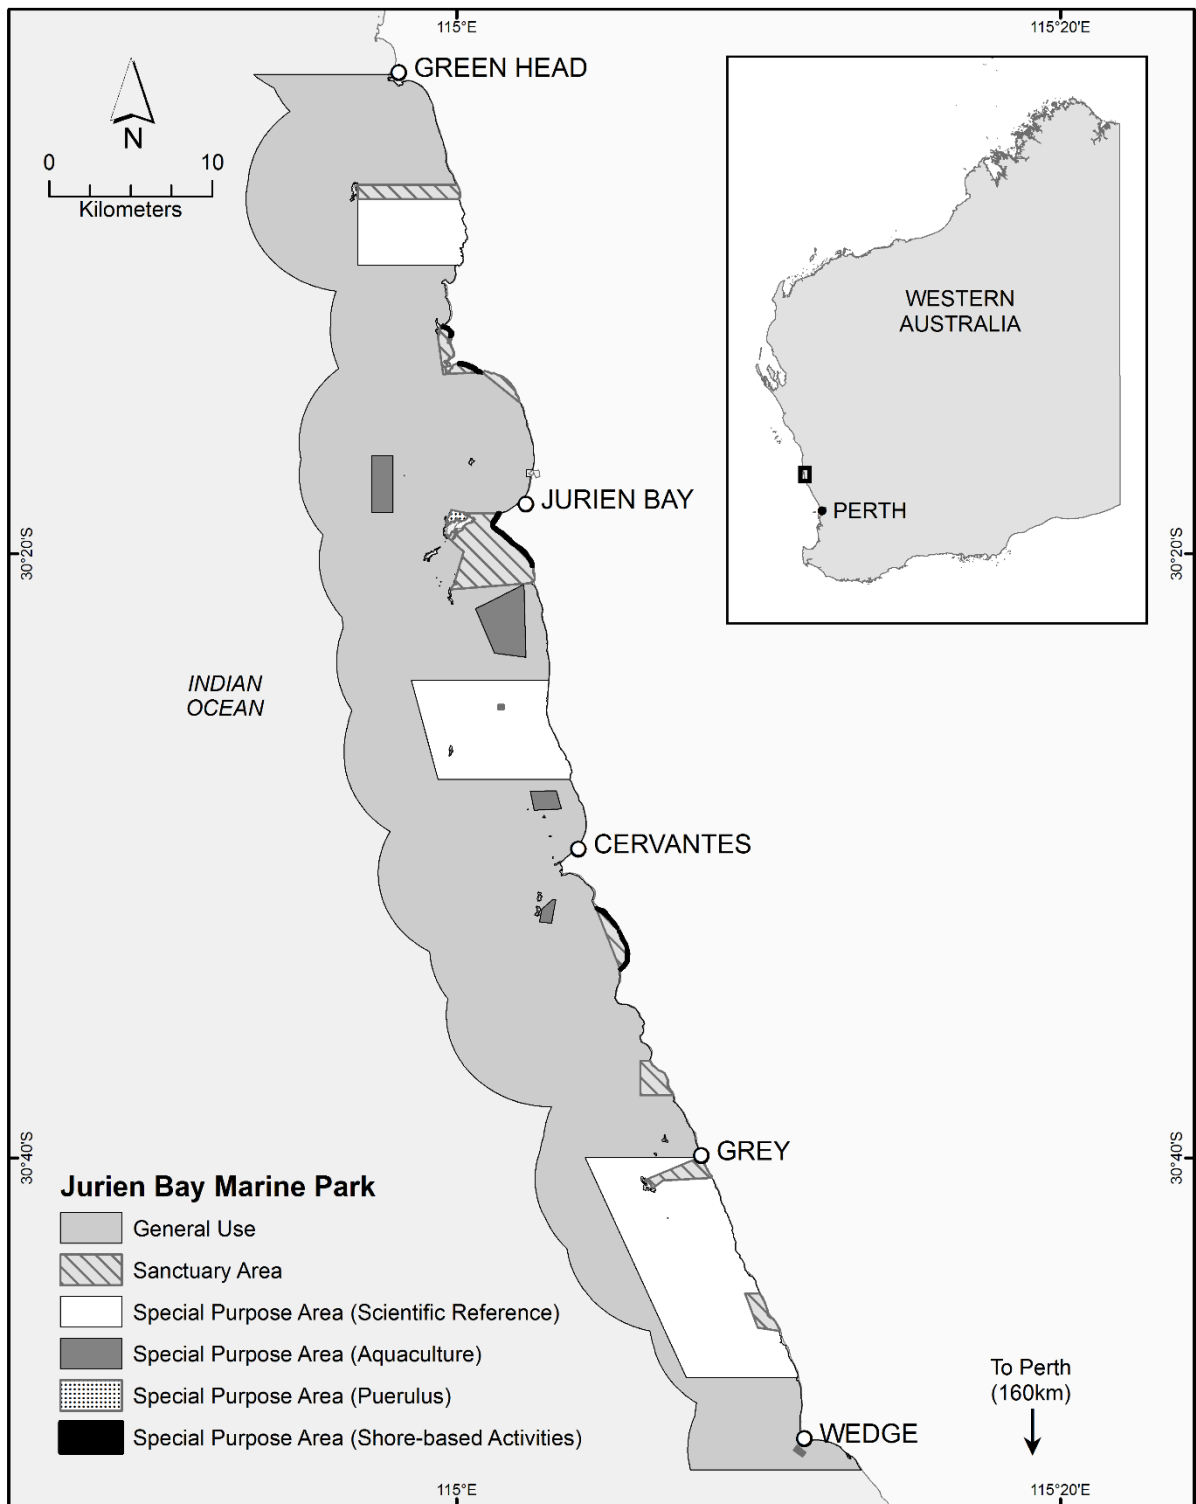 115°E
115°20'E
GREEN HEAD
N
0 10
Kilometers
WESTERN
AUSTRALIA
PERTH
JURIEN BAY
30°20'S
30°20'S
INDIAN
OCEAN
CERVANTES
GREY
30°40'S
30°40'S
Jurien Bay Marine Park
General Use
Sanctuary Area
Special Purpose Area (Scientific Reference)
Special Purpose Area (Aquaculture)
Special Purpose Area (Puerulus)
Special Purpose Area (Shore-based Activities)
To Perth
(160km)
WEDGE
115°E
115°20'E